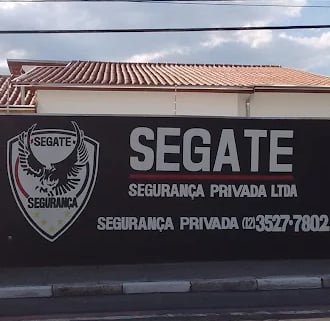 SEGATE
SEGURANÇA
SEGATE
SEGURANÇA PRIVADA LTDA
SEGURANÇA PRIVADA (12) 3527-7802